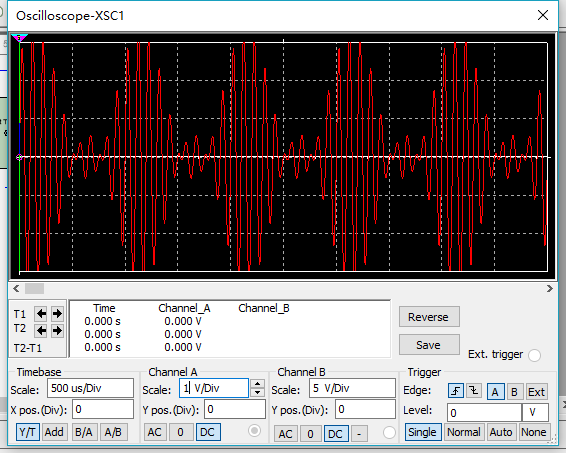 Oscilloscope-XSC1
Time Channel_A Channel_B
T1 0.000 s 0.000 V
T2 0.000 s 0.000 V
T2-T1 0.000 s 0.000 V
Reverse
Save
Ext. trigger
Timebase
Scale: 500 us/Div
X pos.(Div): 0
Y/T Add B/A A/B
Channel A
Scale: 1 V/Div
Y pos.(Div): 0
AC 0 DC
Channel B
Scale: 5 V/Div
Y pos.(Div): 0
AC 0 DC -
Trigger
Edge: A B Ext
Level: 0 V
Single Normal Auto None